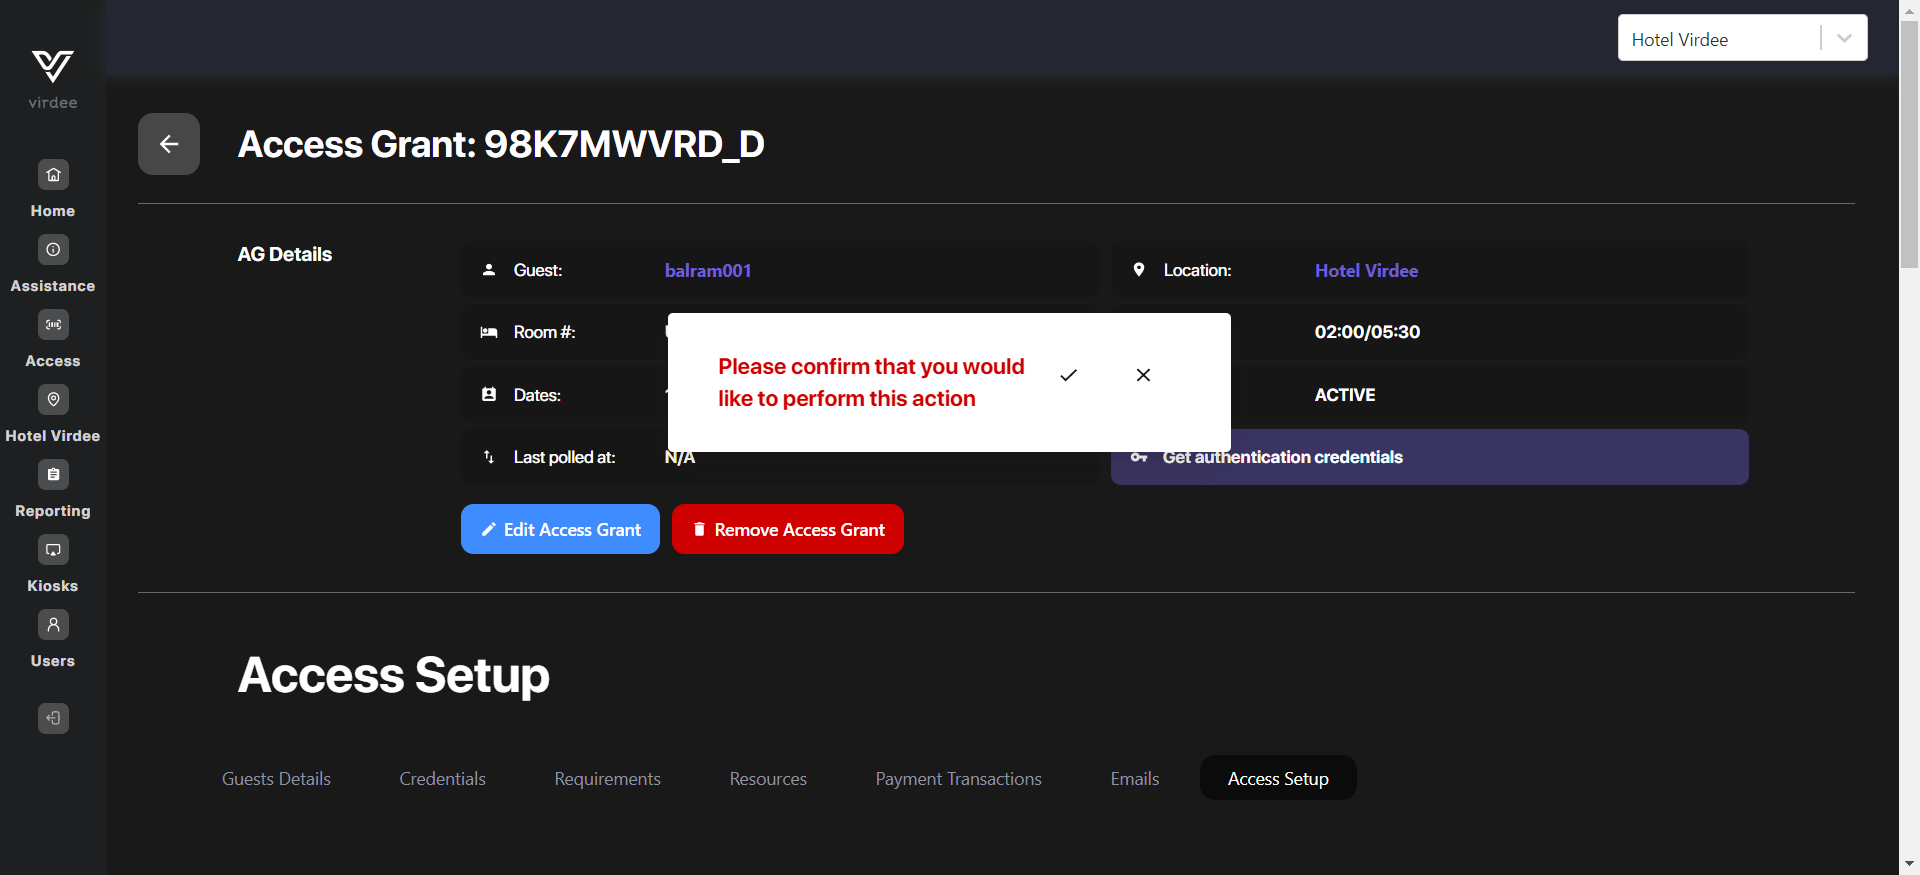 Hotel Virdee
virdee
Access Grant: 98K7MWVRD_D
Home
Assistance
Access
Hotel Virdee
Reporting
Kiosks
Users
AG Details
Guest: balram001
Location: Hotel Virdee
Room #:
02:00/05:30
Dates:
ACTIVE
Last polled at: N/A
Get authentication credentials
Please confirm that you would
like to perform this action
Edit Access Grant
Remove Access Grant
Access Setup
Guests Details
Credentials
Requirements
Resources
Payment Transactions
Emails
Access Setup